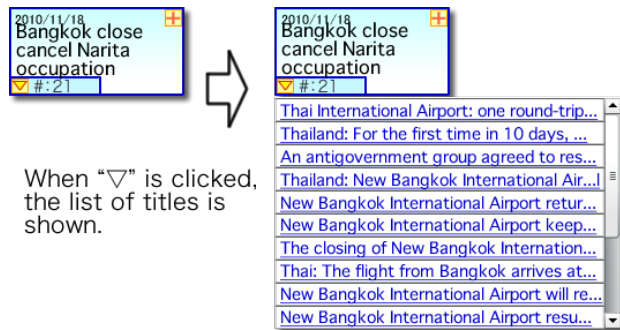 2010/11/18
Bangkok close
cancel Narita
occupation
#:21
When “▽” is clicked,
the list of titles is
shown.
2010/11/18
Bangkok close
cancel Narita
occupation
#:21
Thai International Airport: one round-trip...
Thailand: For the first time in 10 days, ...
An antigovernment group agreed to res...
Thailand: New Bangkok International Air...l
New Bangkok International Airport retur...
New Bangkok International Airport keep...
The closing of New Bangkok Internation...
Thai: The flight from Bangkok arrives at...
New Bangkok International Airport will re...
New Bangkok International Airport resu...